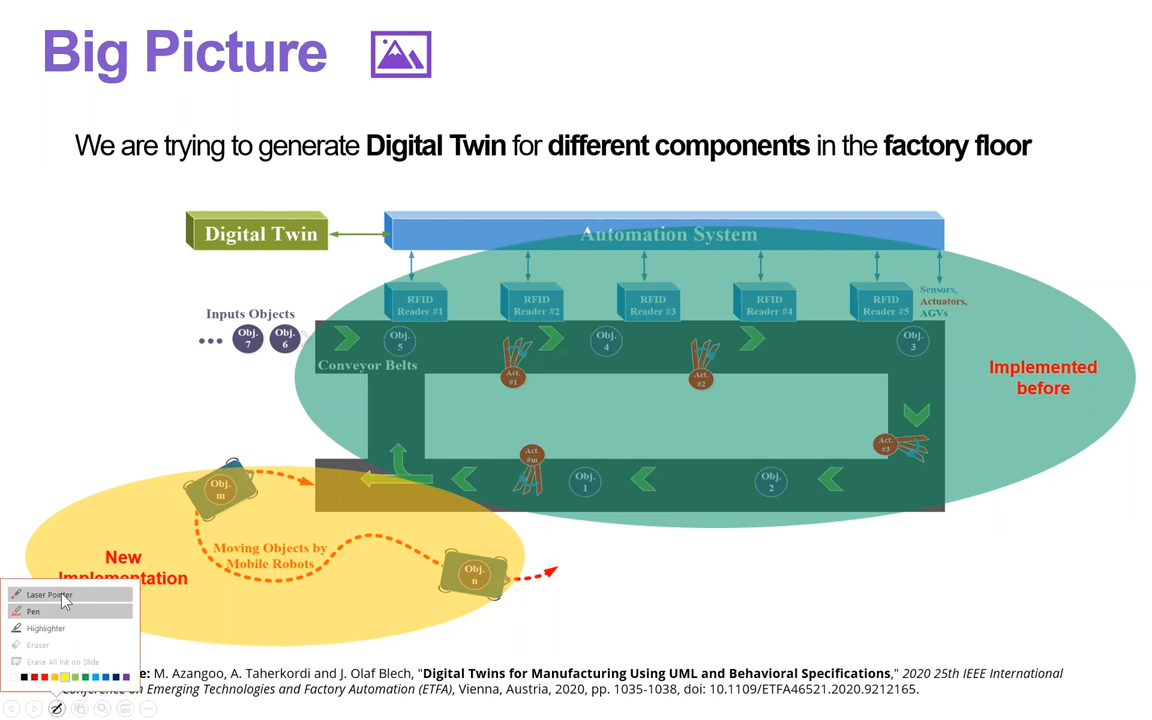 Big Picture
We are trying to generate Digital Twin for different components in the factory floor
Digital Twin
Automation System
RFID
Reader #1
RFID
Reader #2
RFID
Reader #3
RFID
Reader #4
RFID
Reader #5
Sensors,
Actuators,
AGVs
Inputs Objects
Obj.
7
Obj.
6
Obj.
5
Obj.
4
Obj.
3
Conveyor Belts
Act.
#1
Act.
#2
Implemented
before
Act.
#3
Act.
#m
Obj.
1
Obj.
2
Obj.
m
Moving Objects by
Mobile Robots
Obj.
n
New
Implementation
Laser Pointer
Pen
Highlighter
Eraser
Erase All Ink on Slide
M. Azangoo, A. Taherkordi and J. Olaf Blech, "Digital Twins for Manufacturing Using UML and Behavioral Specifications," 2020 25th IEEE International
Conference on Emerging Technologies and Factory Automation (ETFA), Vienna, Austria, 2020, pp. 1035-1038, doi: 10.1109/ETFA46521.2020.9212165.